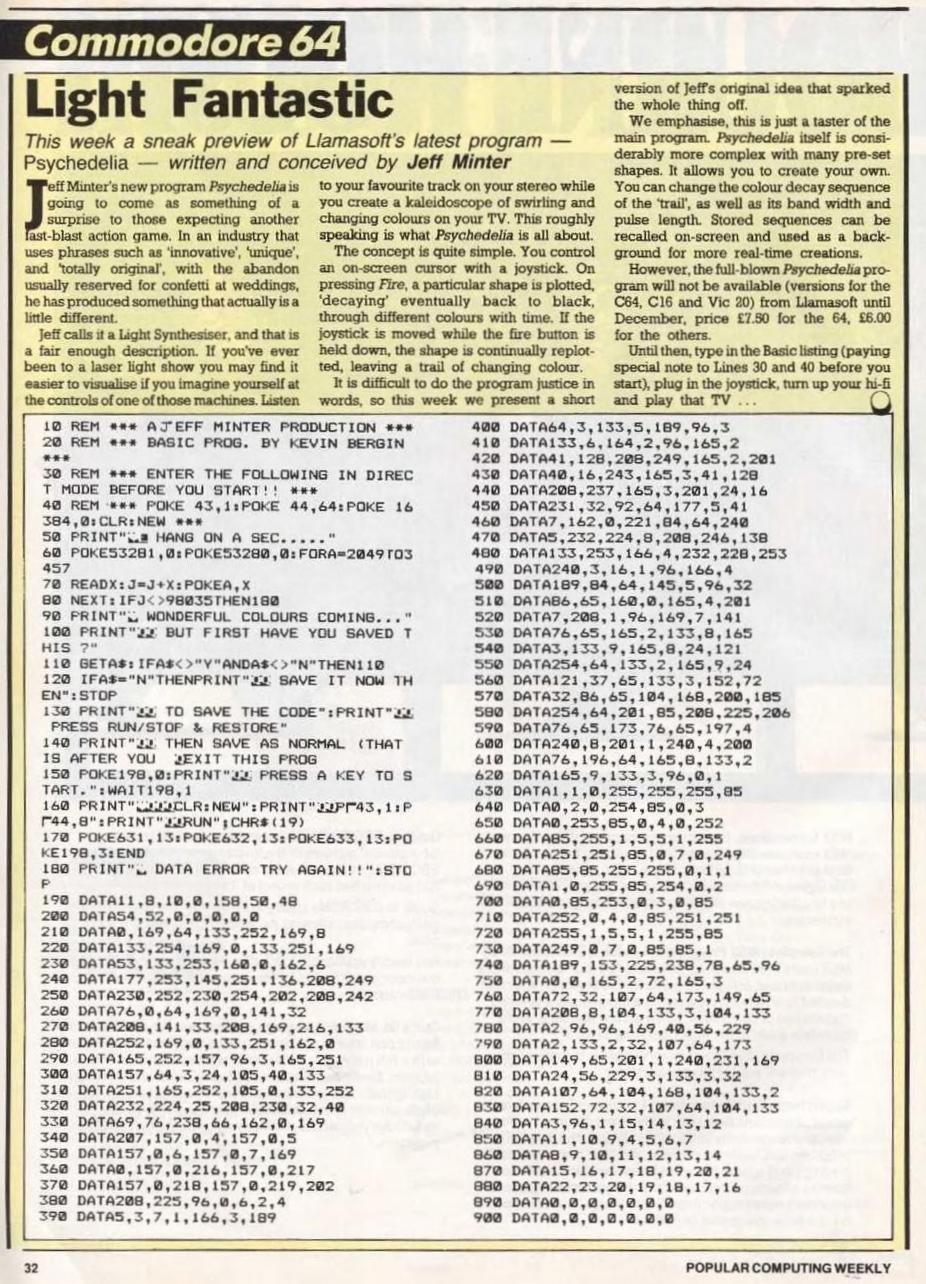 Commodore 64
Light Fantastic
This week a sneak preview of Llamasoft's latest program —
Psychedelia — written and conceived by Jeff Minter
Jeff Minter's new program Psychedelia is
going to come as something of a
surprise to those expecting another
fast-blast action game. In an industry that
uses phrases such as 'innovative', 'unique',
and 'totally original', with the abandon
usually reserved for confetti at weddings,
he has produced something that actually is a
little different.
Jeff calls it a Light Synthesiser, and that is
a fair enough description. If you've ever
been to a laser light show you may find it
easier to visualise if you imagine yourself at
the controls of one of those machines. Listen
to your favourite track on your stereo while
you create a kaleidoscope of swirling and
changing colours on your TV. This roughly
speaking is what Psychedelia is all about.
The concept is quite simple. You control
an on-screen cursor with a joystick. On
pressing Fire, a particular shape is plotted,
'decaying' eventually back to black,
through different colours with time. If the
joystick is moved while the fire button is
held down, the shape is continually replot-
ted, leaving a trail of changing colour.
It is difficult to do the program justice in
words, so this week we present a short
version of Jeff's original idea that sparked
the whole thing off.
We emphasise, this is just a taster of the
main program. Psychedelia itself is consi-
derably more complex with many pre-set
shapes. It allows you to create your own.
You can change the colour decay sequence
of the 'trail', as well as its band width and
pulse length. Stored sequences can be
recalled on-screen and used as a back-
ground for more real-time creations.
However, the full-blown Psychedelia pro-
gram will not be available (versions for the
C64, C16 and Vic 20) from Llamasoft until
December, price £7.50 for the 64, £6.00
for the others.
Until then, type in the Basic listing (paying
special note to Lines 30 and 40 before you
start), plug in the joystick, turn up your hi-fi
and play that TV ...
10 REM *** A JEFF MINTER PRODUCTION ***
20 REM *** BASIC PROG. BY KEVIN BERGIN
***
30 REM *** ENTER THE FOLLOWING IN DIREC
T MODE BEFORE YOU START!! ***
40 REM *** POKE 43,1:POKE 44,64:POKE 16
384,0:CLR:NEW ***
50 PRINT" HANG ON A SEC....."
60 POKE53281,0:POKE53280,0:FORA=2049TO3
457
70 READX:J=J+X:POKEA,X
80 NEXT:IFJ<>98035THEN180
90 PRINT" WONDERFUL COLOURS COMING..."
100 PRINT" BUT FIRST HAVE YOU SAVED T
HIS ?"
110 GETA$:IFA$<>"Y"ANDA$<>"N"THEN110
120 IFA$="N"THENPRINT" SAVE IT NOW TH
EN":STOP
130 PRINT" TO SAVE THE CODE":PRINT"
PRESS RUN/STOP & RESTORE"
140 PRINT" THEN SAVE AS NORMAL (THAT
IS AFTER YOU EXIT THIS PROG
150 POKE198,0:PRINT" PRESS A KEY TO S
TART.":WAIT198,1
160 PRINT"CLR:NEW":PRINT"P43,1:P
44,8":PRINT"RUN";CHR$(19)
170 POKE631,13:POKE632,13:POKE633,13:PO
KE198,3:END
180 PRINT" DATA ERROR TRY AGAIN!!":STO
P
190 DATA11,8,10,0,158,50,48
200 DATA54,52,0,0,0,0,0
210 DATA0,169,64,133,252,169,8
220 DATA133,254,169,0,133,251,169
230 DATA53,133,253,160,0,162,6
240 DATA177,253,145,251,136,208,249
250 DATA230,252,230,254,202,208,242
260 DATA76,0,64,169,0,141,32
270 DATA208,141,33,208,169,216,133
280 DATA252,169,0,133,251,162,0
290 DATA165,252,157,96,3,165,251
300 DATA157,64,3,24,105,40,133
310 DATA251,165,252,105,0,133,252
320 DATA232,224,25,208,230,32,40
330 DATA69,76,238,66,162,0,169
340 DATA207,157,0,4,157,0,5
350 DATA157,0,6,157,0,7,169
360 DATA0,157,0,216,157,0,217
370 DATA157,0,218,157,0,219,202
380 DATA208,225,96,0,6,2,4
390 DATA5,3,7,1,166,3,189
400 DATA64,3,133,5,189,96,3
410 DATA133,6,164,2,96,165,2
420 DATA41,128,208,249,165,2,201
430 DATA40,16,243,165,3,41,128
440 DATA208,237,165,3,201,24,16
450 DATA231,32,92,64,177,5,41
460 DATA7,162,0,221,84,64,240
470 DATA5,232,224,8,208,246,138
480 DATA133,253,166,4,232,228,253
490 DATA240,3,16,1,96,166,4
500 DATA189,84,64,145,5,96,32
510 DATA86,65,160,0,165,4,201
520 DATA7,208,1,96,169,7,141
530 DATA76,65,165,2,133,8,165
540 DATA3,133,9,165,8,24,121
550 DATA254,64,133,2,165,9,24
560 DATA121,37,65,133,3,152,72
570 DATA32,86,65,104,168,200,185
580 DATA254,64,201,85,208,225,206
590 DATA76,65,173,76,65,197,4
600 DATA240,8,201,1,240,4,200
610 DATA76,196,64,165,8,133,2
620 DATA165,9,133,3,96,0,1
630 DATA1,1,0,255,255,255,85
640 DATA0,2,0,254,85,0,3
650 DATA0,253,85,0,4,0,252
660 DATA85,255,1,5,5,1,255
670 DATA251,251,85,0,7,0,249
680 DATA85,85,255,255,0,1,1
690 DATA1,0,255,85,254,0,2
700 DATA0,85,253,0,3,0,85
710 DATA252,0,4,0,85,251,251
720 DATA255,1,5,5,1,255,85
730 DATA249,0,7,0,85,85,1
740 DATA189,153,225,238,78,65,96
750 DATA0,0,165,2,72,165,3
760 DATA72,32,107,64,173,149,65
770 DATA208,8,104,133,3,104,133
780 DATA2,96,96,169,40,56,229
790 DATA2,133,2,32,107,64,173
800 DATA149,65,201,1,240,231,169
810 DATA24,56,229,3,133,3,32
820 DATA107,64,104,168,104,133,2
830 DATA152,72,32,107,64,104,133
840 DATA3,96,1,15,14,13,12
850 DATA11,10,9,4,5,6,7
860 DATA8,9,10,11,12,13,14
870 DATA15,16,17,18,19,20,21
880 DATA22,23,20,19,18,17,16
890 DATA0,0,0,0,0,0,0
900 DATA0,0,0,0,0,0,0
32
POPULAR COMPUTING WEEKLY